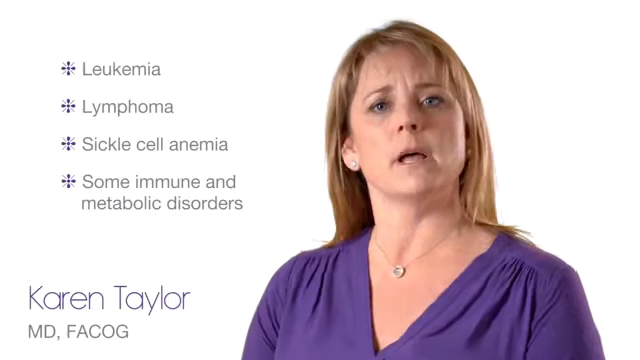 Leukemia
Lymphoma
Sickle cell anemia
Some immune and
metabolic disorders
Karen Taylor
MD, FACOG